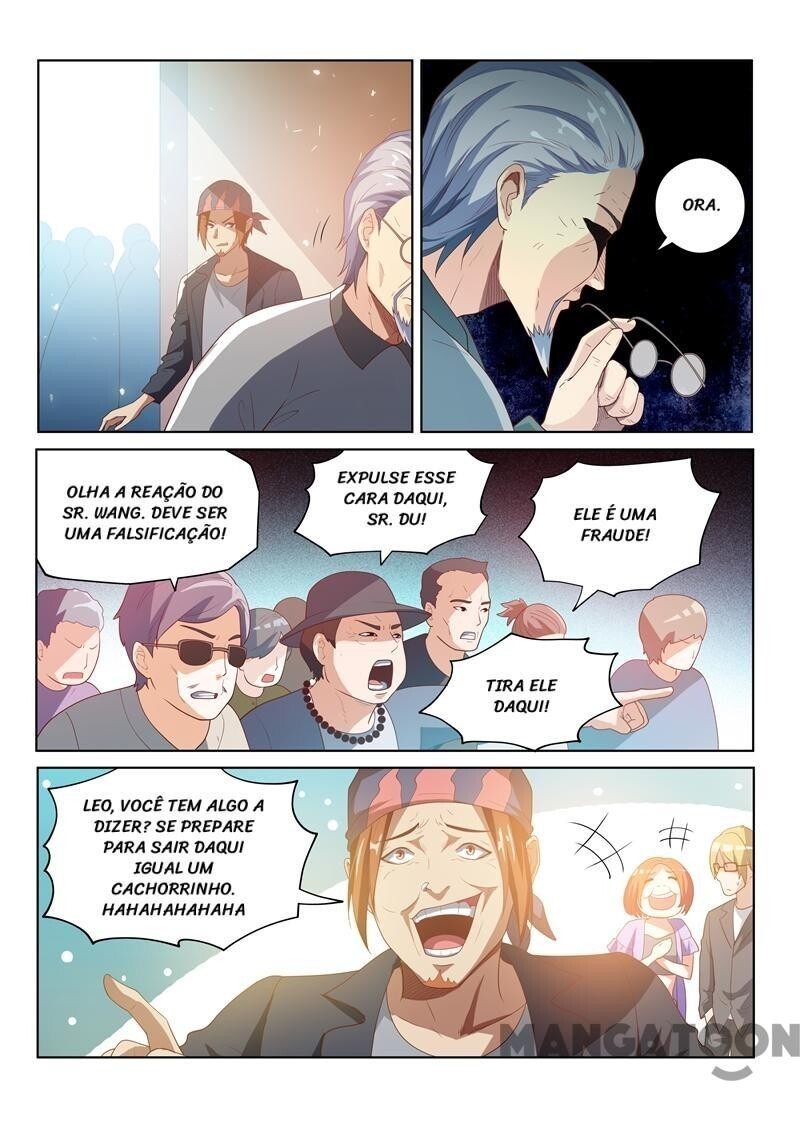 ORA.
OLHA A REAÇÃO DO
SR. WANG. DEVE SER
UMA FALSIFICAÇÃO!
EXPULSE ESSE
CARA DAQUI,
SR. DU!
ELE É UMA
FRAUDE!
TIRA ELE
DAQUI!
LEO, VOCÊ TEM ALGO A
DIZER? SE PREPARE
PARA SAIR DAQUI
IGUAL UM
CACHORRINHO.
HAHAHAHAHAHA
MANGATOON